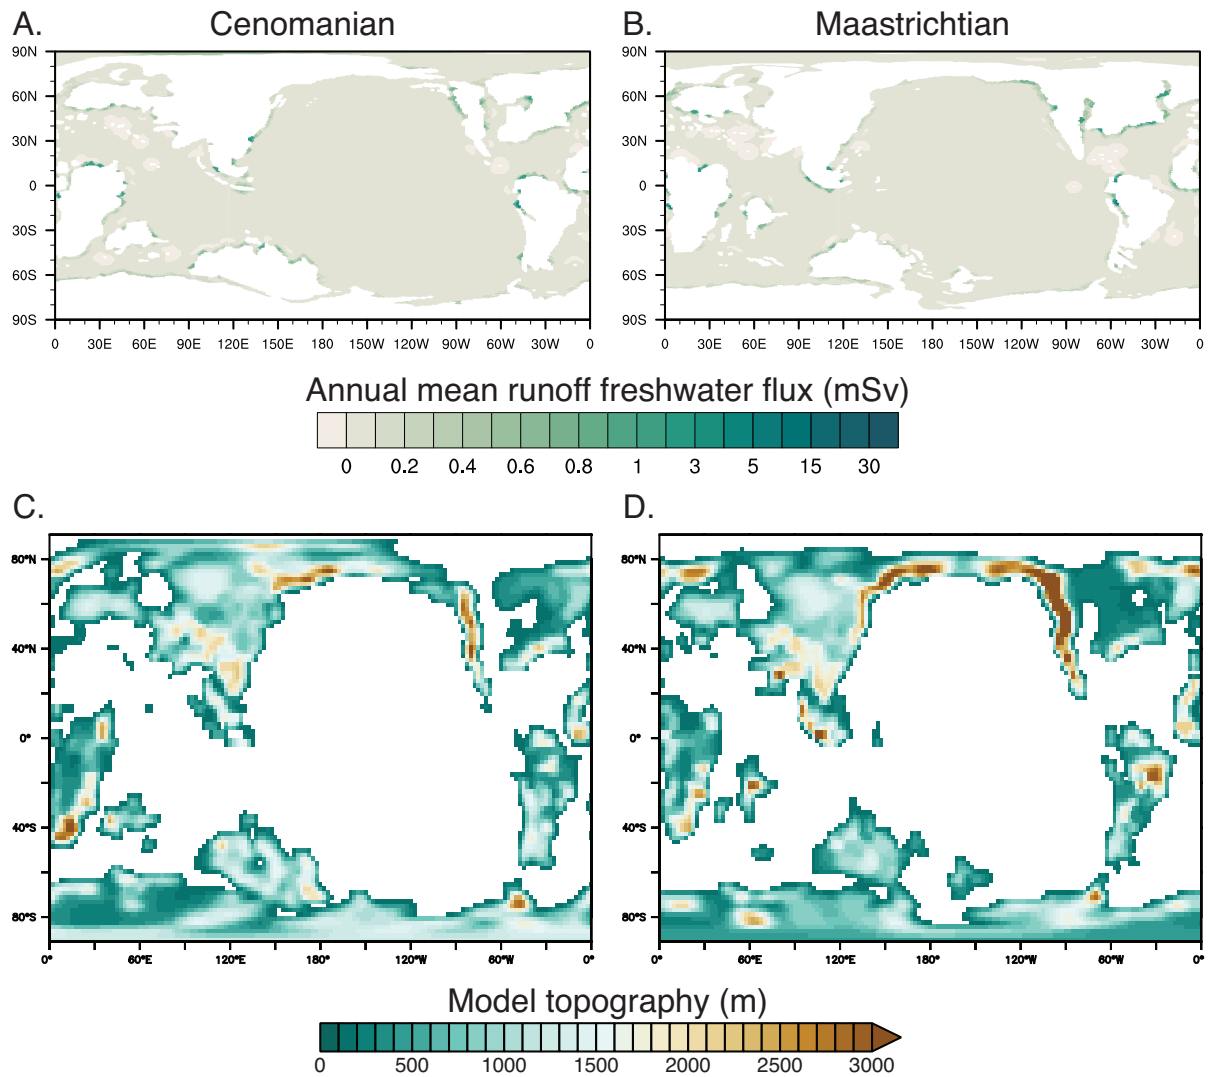 A. Cenomanian B. Maastrichtian
90N 90N
60N 60N
30N 30N
0 0
30S 30S
60S 60S
90S 90S
0 30E 60E 90E 120E 150E 180 150W 120W 90W 60W 30W 0 0 30E 60E 90E 120E 150E 180 150W 120W 90W 60W 30W 0
Annual mean runoff freshwater flux (mSv)
0 0.2 0.4 0.6 0.8 1 3 5 15 30
C. D.
80°N 80°N
40°N 40°N
0° 0°
40°S 40°S
80°S 80°S
0° 60°E 120°E 180° 120°W 60°W 0° 0° 60°E 120°E 180° 120°W 60°W 0°
Model topography (m)
0 500 1000 1500 2000 2500 3000